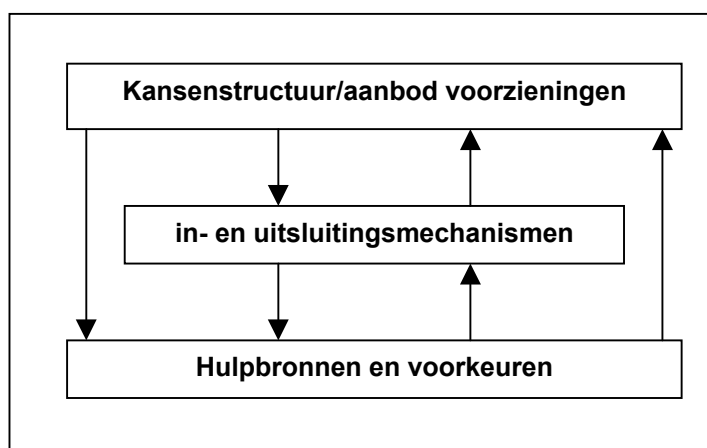 Kansenstructuur/aanbod voorzieningen
in- en uitsluitingsmechanismen
Hulpbronnen en voorkeuren